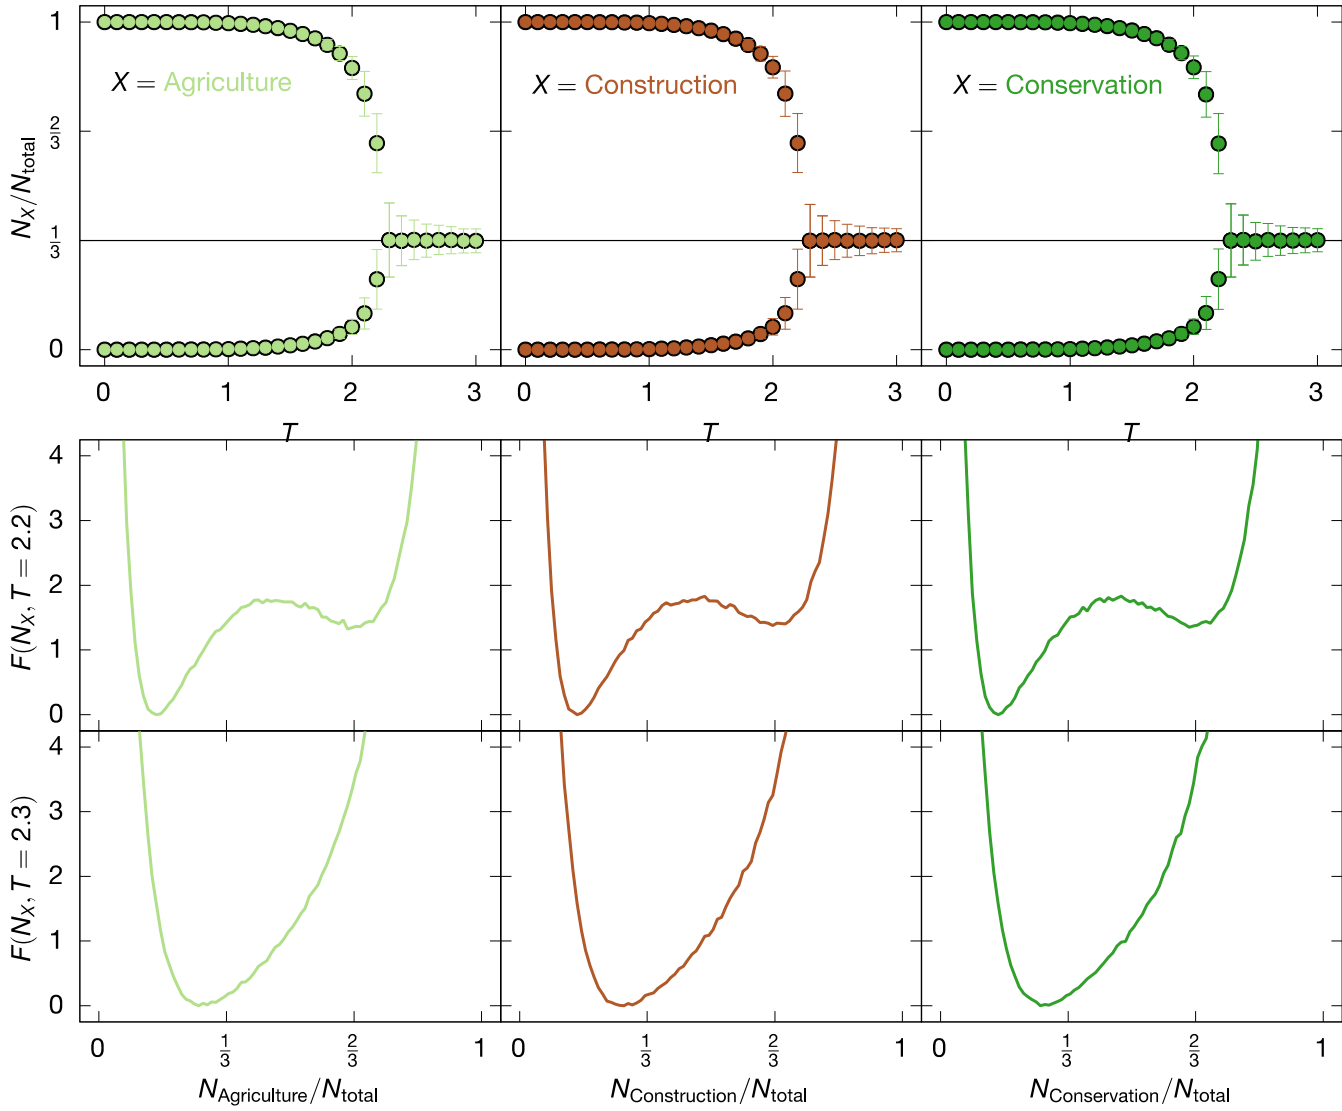 N_X/N_total
1
2/3
1/3
0
X = Agriculture
X = Construction
X = Conservation
0 1 2 3 0 1 2 3 0 1 2 3
T T T
F(N_X, T = 2.2)
4
3
2
1
0
F(N_X, T = 2.3)
4
3
2
1
0
0 1/3 2/3 1 0 1/3 2/3 1 0 1/3 2/3 1
N_Agriculture/N_total N_Construction/N_total N_Conservation/N_total